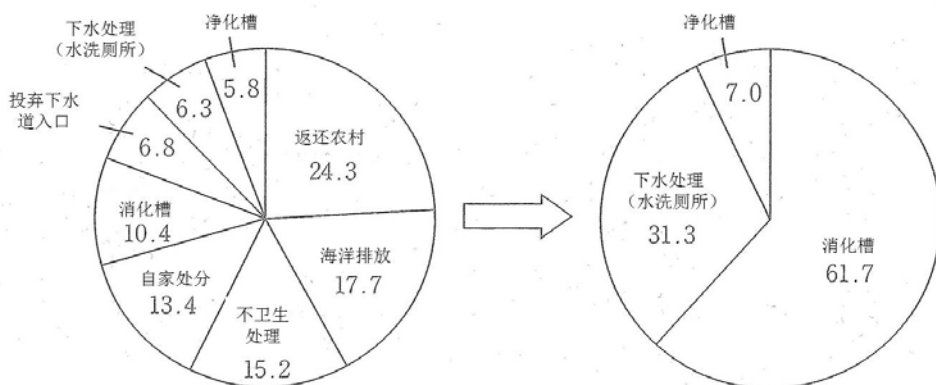 净化槽
5.8
下水处理
（水洗厕所）
6.3
投弃下水
道入口
6.8
消化槽
10.4
自家处分
13.4
不卫生
处理
15.2
海洋排放
17.7
返还农村
24.3
净化槽
7.0
下水处理
（水洗厕所）
31.3
消化槽
61.7